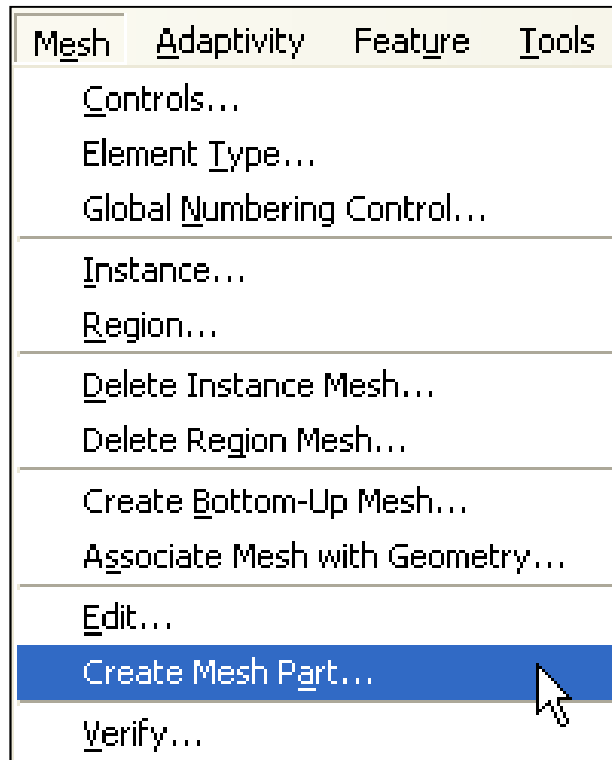 Mesh Adaptivity Feature Tools
Controls...
Element Type...
Global Numbering Control...
Instance...
Region...
Delete Instance Mesh...
Delete Region Mesh...
Create Bottom-Up Mesh...
Associate Mesh with Geometry...
Edit...
Create Mesh Part...
Verify...